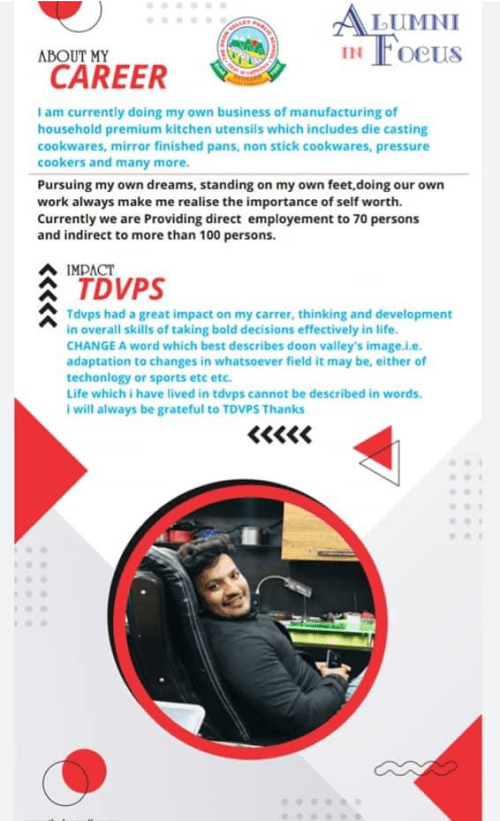 ALUMNI
IN FOCUS
ABOUT MY
CAREER
I am currently doing my own business of manufacturing of
household premium kitchen utensils which includes die casting
cookwares, mirror finished pans, non stick cookwares, pressure
cookers and many more.
Pursuing my own dreams, standing on my own feet,doing our own
work always make me realise the importance of self worth.
Currently we are Providing direct employement to 70 persons
and indirect to more than 100 persons.
IMPACT
TDVPS
Tdvps had a great impact on my carrer, thinking and development
in overall skills of taking bold decisions effectively in life.
CHANGE A word which best describes doon valley's image.i.e.
adaptation to changes in whatsoever field it may be, either of
techonlogy or sports etc etc.
Life which i have lived in tdvps cannot be described in words.
i will always be grateful to TDVPS Thanks